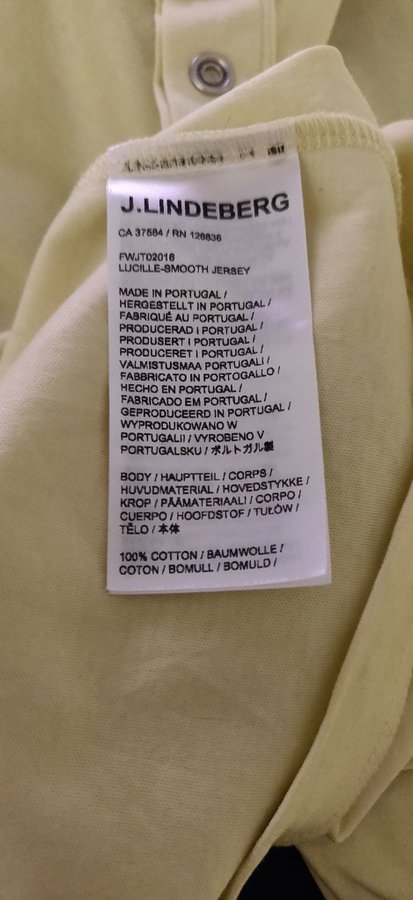 J.LINDEBERG
CA 37564 / RN 128636
FWJT02016
LUCILLE-SMOOTH JERSEY
MADE IN PORTUGAL /
HERGESTELLT IN PORTUGAL /
FABRIQUÉ AU PORTUGAL /
PRODUCERAD I PORTUGAL /
PRODUSERT I PORTUGAL /
PRODUCERET I PORTUGAL /
VALMISTUSMAA PORTUGALI /
FABBRICATO IN PORTOGALLO /
HECHO EN PORTUGAL /
FABRICADO EM PORTUGAL /
GEPRODUCEERD IN PORTUGAL /
WYPRODUKOWANO W
PORTUGALII / VYROBENO V
PORTUGALSKU / ポルトガル製
BODY / HAUPTTEIL / CORPS /
HUVUDMATERIAL / HOVEDSTYKKE /
KROP / PÄÄMATERIAALI / CORPO /
CUERPO / HOOFDSTOF / TUŁÓW /
TĚLO / 本体
100% COTTON / BAUMWOLLE /
COTON / BOMULL / BOMULD /